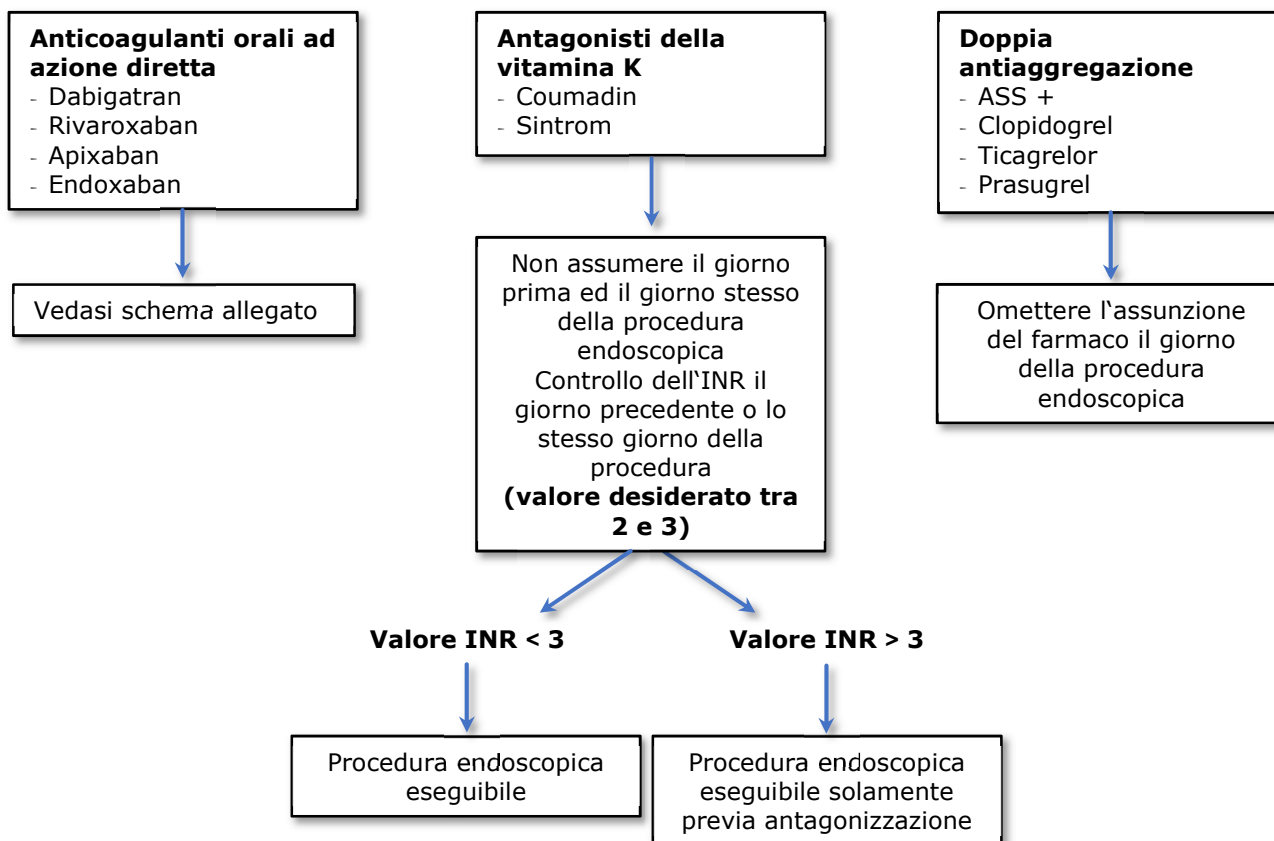 Anticoagulanti orali ad
azione diretta
- Dabigatran
- Rivaroxaban
- Apixaban
- Endoxaban
Vedasi schema allegato
Antagonisti della
vitamina K
- Coumadin
- Sintrom
Non assumere il giorno
prima ed il giorno stesso
della procedura
endoscopica
Controllo dell‘INR il
giorno precedente o lo
stesso giorno della
procedura
(valore desiderato tra
2 e 3)
Valore INR < 3
Procedura endoscopica
eseguibile
Valore INR > 3
Procedura endoscopica
eseguibile solamente
previa antagonizzazione
Doppia
antiaggregazione
- ASS +
- Clopidogrel
- Ticagrelor
- Prasugrel
Omettere l‘assunzione
del farmaco il giorno
della procedura
endoscopica